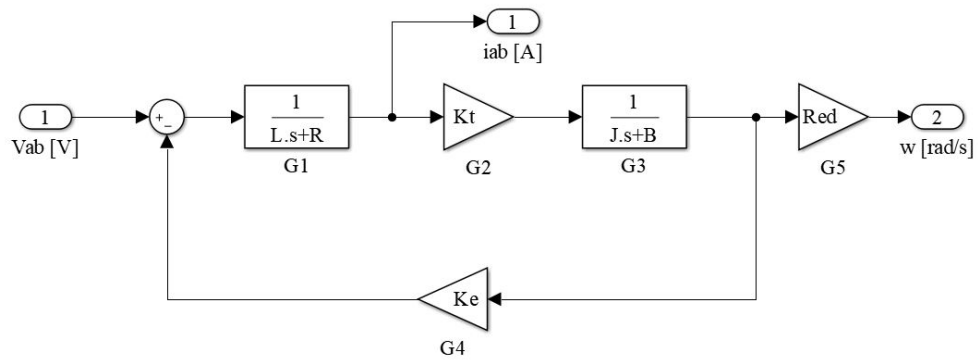 1
iab [A]
1
Vab [V]
+
_
1
L.s+R
G1
Kt
G2
1
J.s+B
G3
Red
G5
2
w [rad/s]
Ke
G4